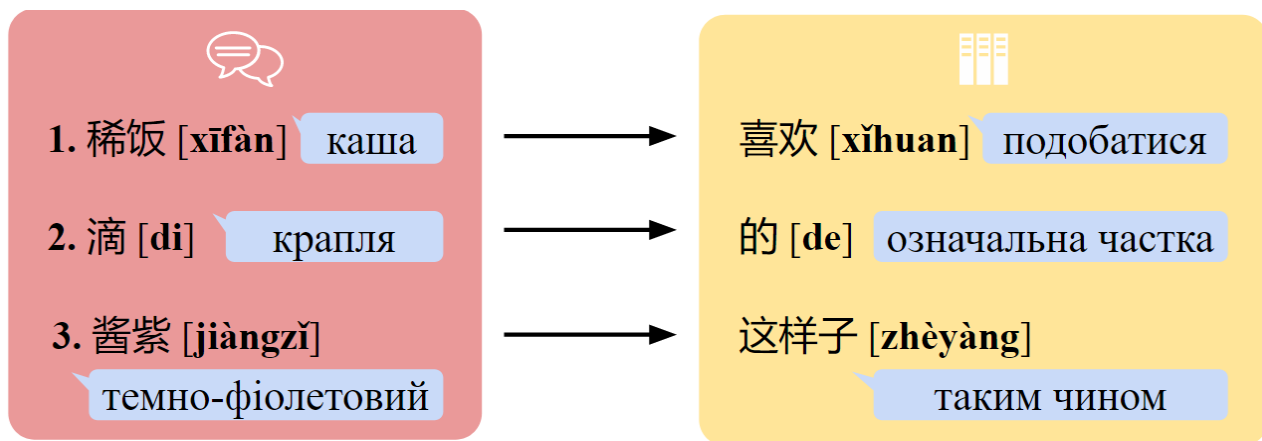 1. 稀饭 [xīfàn] каша
喜欢 [xǐhuan] подобатися
2. 滴 [di] крапля
的 [de] означальна частка
3. 酱紫 [jiàngzǐ]
темно-фіолетовий
这样子 [zhèyàng]
таким чином